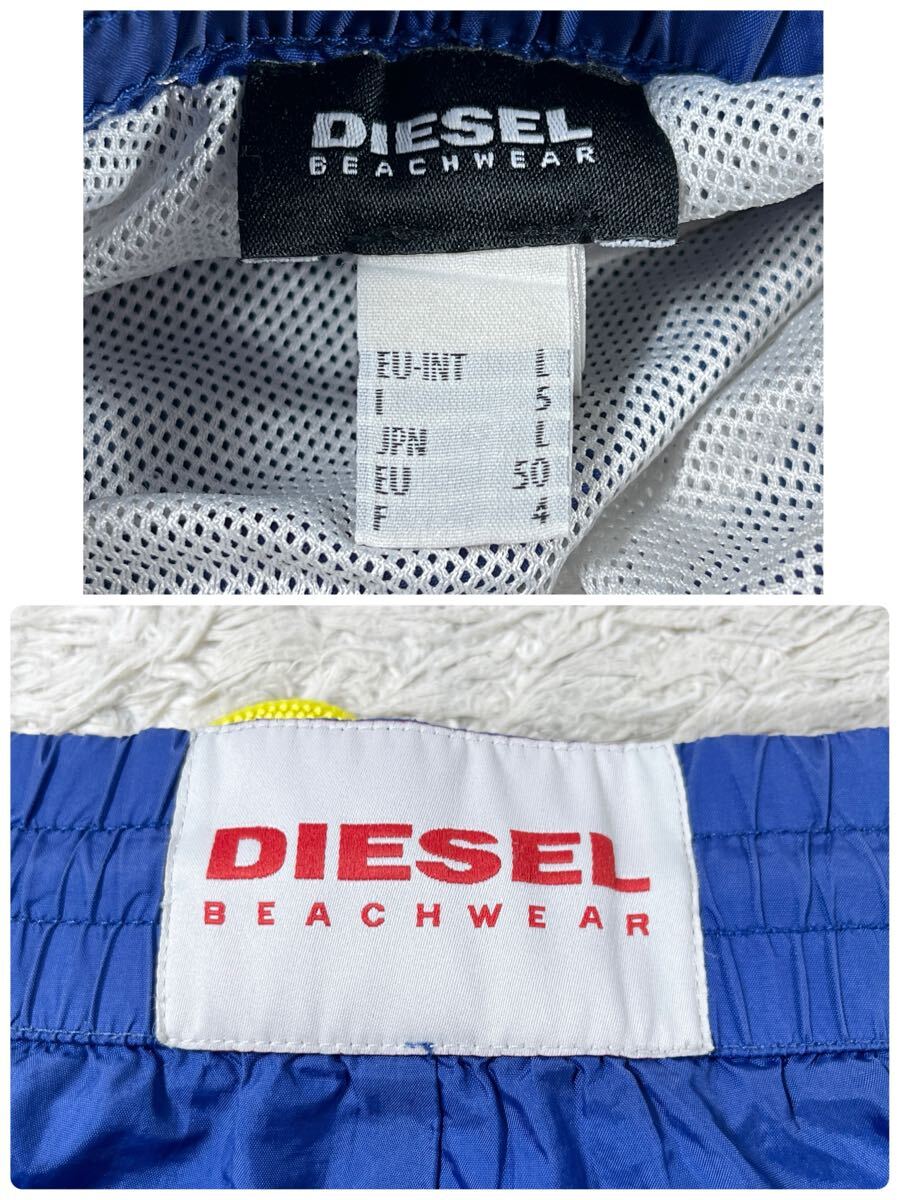 DIESEL
BEACHWEAR
EU-INT L
I 5
JPN L
EU 50
F 4
DIESEL
BEACHWEAR